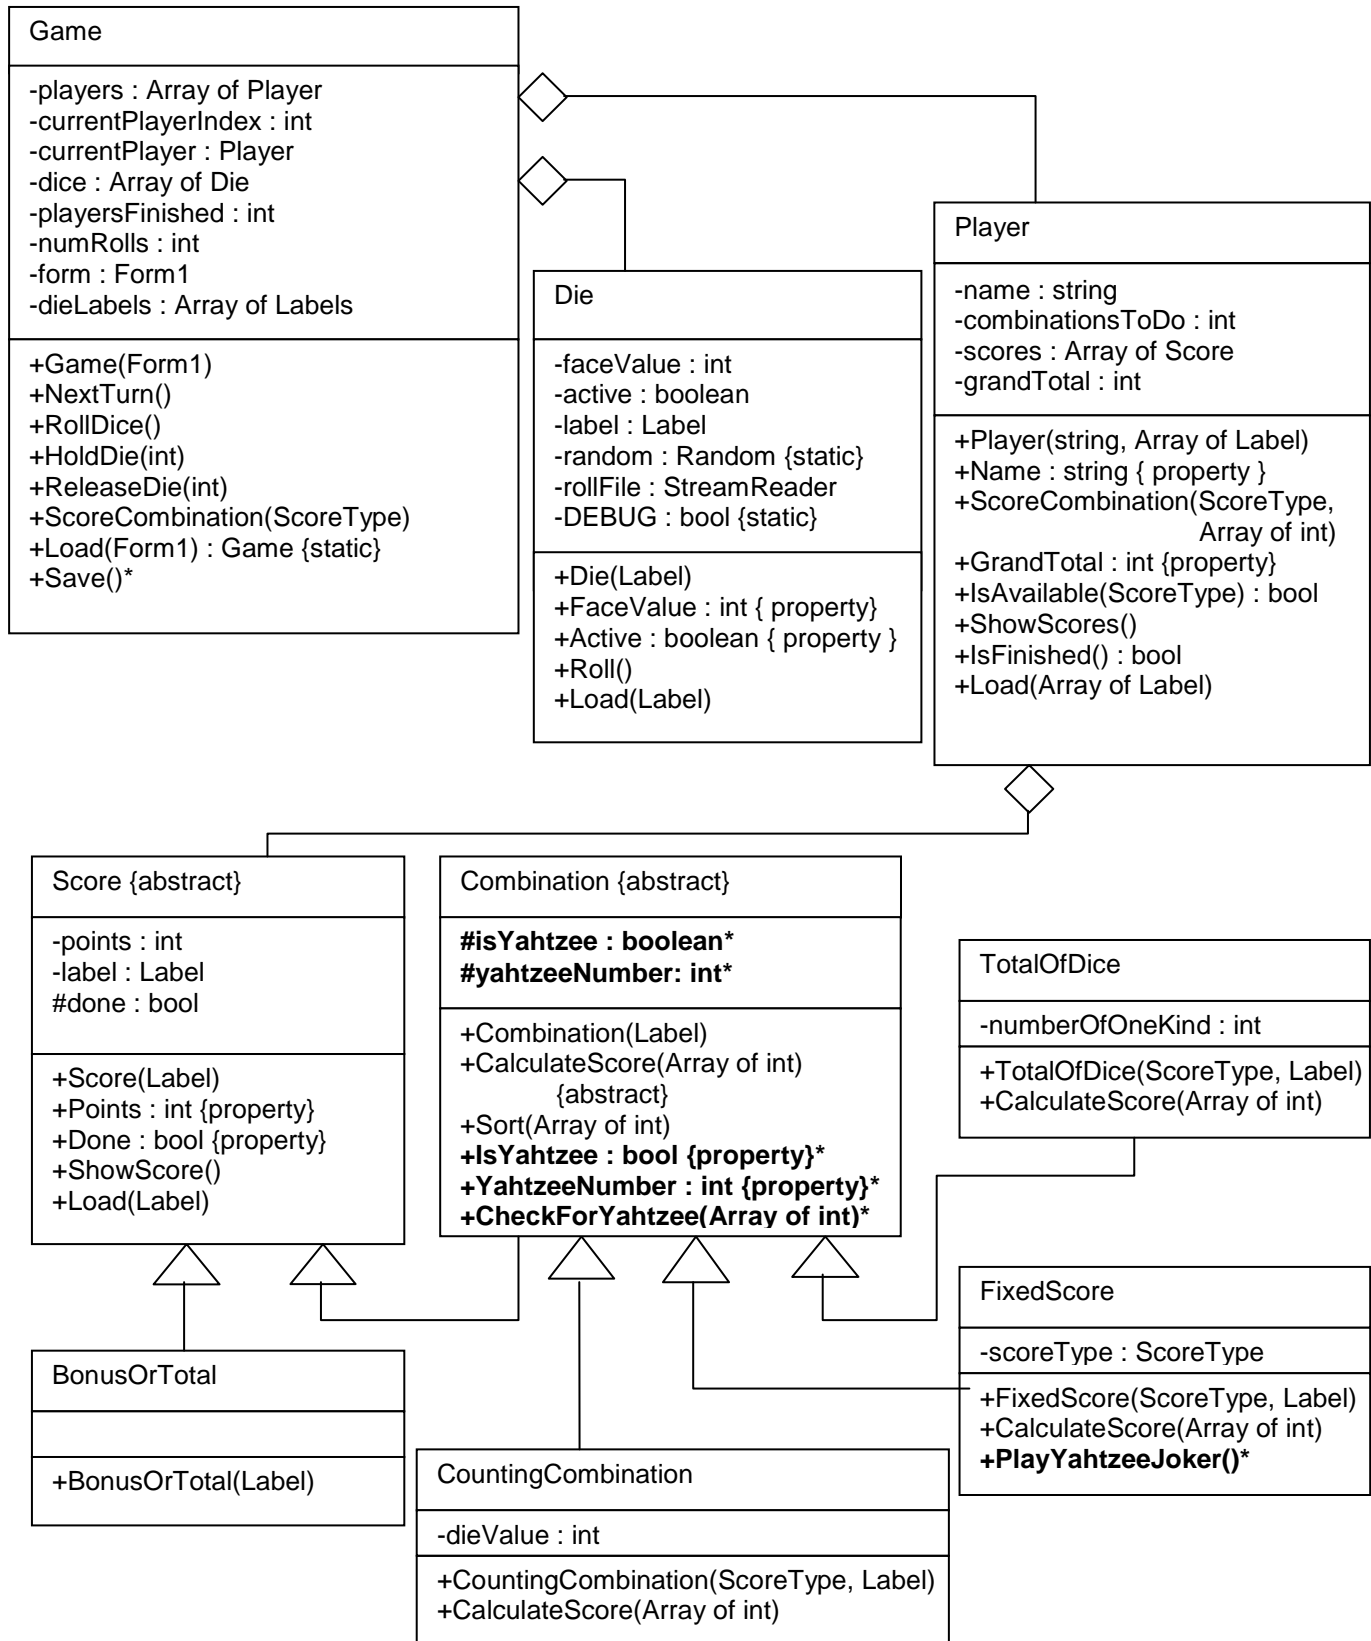 Game
-players : Array of Player
-currentPlayerIndex : int
-currentPlayer : Player
-dice : Array of Die
-playersFinished : int
-numRolls : int
-form : Form1
-dieLabels : Array of Labels
+Game(Form1)
+NextTurn()
+RollDice()
+HoldDie(int)
+ReleaseDie(int)
+ScoreCombination(ScoreType)
+Load(Form1) : Game {static}
+Save()*
Die
-faceValue : int
-active : boolean
-label : Label
-random : Random {static}
-rollFile : StreamReader
-DEBUG : bool {static}
+Die(Label)
+FaceValue : int { property}
+Active : boolean { property }
+Roll()
+Load(Label)
Player
-name : string
-combinationsToDo : int
-scores : Array of Score
-grandTotal : int
+Player(string, Array of Label)
+Name : string { property }
+ScoreCombination(ScoreType,
Array of int)
+GrandTotal : int {property}
+IsAvailable(ScoreType) : bool
+ShowScores()
+IsFinished() : bool
+Load(Array of Label)
Score {abstract}
-points : int
-label : Label
#done : bool
+Score(Label)
+Points : int {property}
+Done : bool {property}
+ShowScore()
+Load(Label)
Combination {abstract}
#isYahtzee : boolean*
#yahtzeeNumber: int*
+Combination(Label)
+CalculateScore(Array of int)
{abstract}
+Sort(Array of int)
+IsYahtzee : bool {property}*
+YahtzeeNumber : int {property}*
+CheckForYahtzee(Array of int)*
TotalOfDice
-numberOfOneKind : int
+TotalOfDice(ScoreType, Label)
+CalculateScore(Array of int)
FixedScore
-scoreType : ScoreType
+FixedScore(ScoreType, Label)
+CalculateScore(Array of int)
+PlayYahtzeeJoker()*
BonusOrTotal
+BonusOrTotal(Label)
CountingCombination
-dieValue : int
+CountingCombination(ScoreType, Label)
+CalculateScore(Array of int)